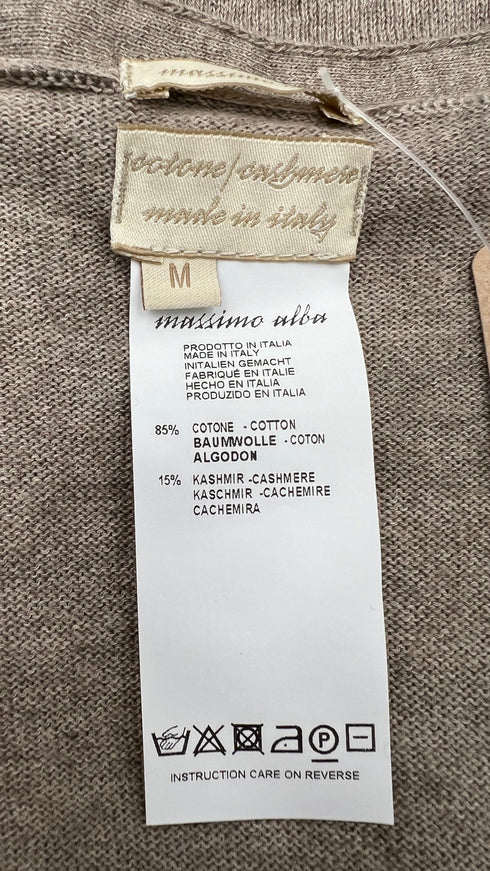 massimo
cotone/cashmere
made in italy
M
massimo alba
PRODOTTO IN ITALIA
MADE IN ITALY
INITALIEN GEMACHT
FABRIQUÉ EN ITALIE
HECHO EN ITALIA
PRODUZIDO EN ITALIA
85% COTONE - COTTON
BAUMWOLLE - COTON
ALGODON
15% KASHMIR -CASHMERE
KASCHMIR -CACHEMIRE
CACHEMIRA
P
INSTRUCTION CARE ON REVERSE